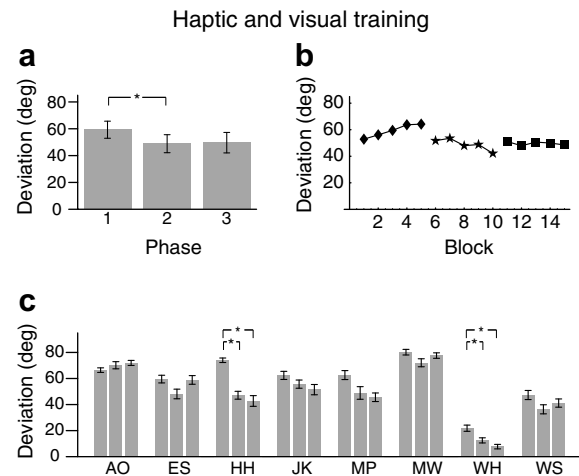 Haptic and visual training
a
*
Deviation (deg)
80
60
40
20
0
1 2 3
Phase
b
Deviation (deg)
80
60
40
20
2 4 6 8 10 12 14
Block
c
Deviation (deg)
80
60
40
20
0
*
*
*
*
AO ES HH JK MP MW WH WS